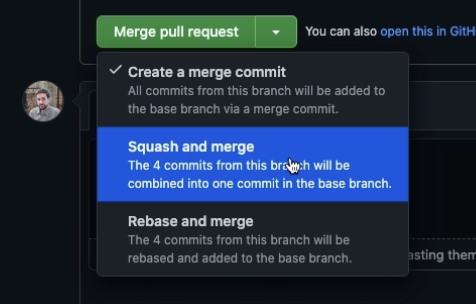 Merge pull request
You can also open this in GitH
Create a merge commit
All commits from this branch will be added to
the base branch via a merge commit.
Squash and merge
The 4 commits from this branch will be
combined into one commit in the base branch.
Rebase and merge
The 4 commits from this branch will be
rebased and added to the base branch.
asting them